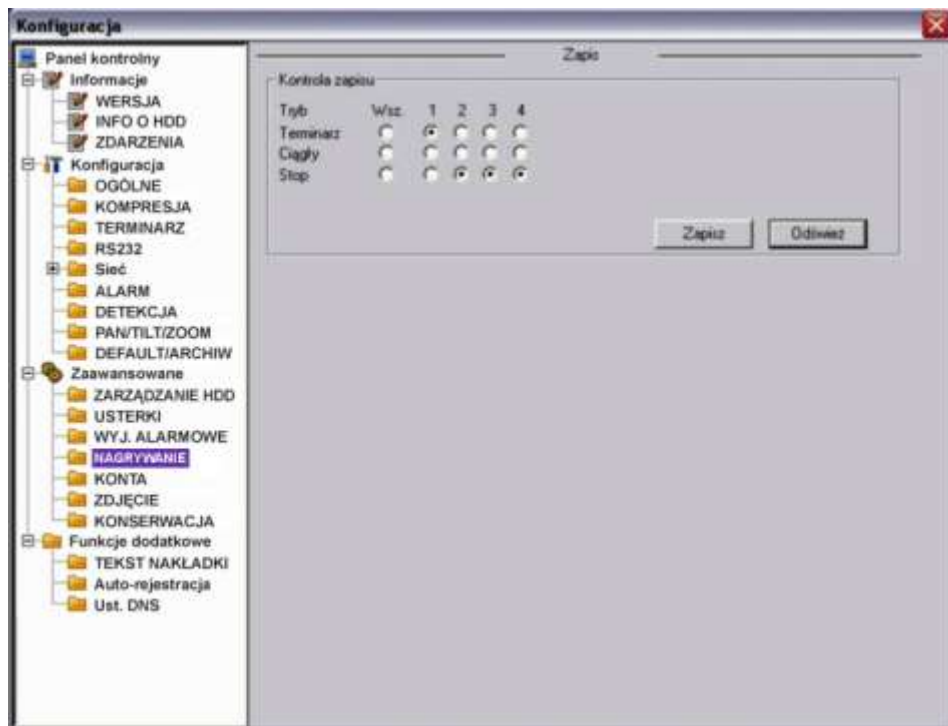 Konfiguracja
Panel kontrolny
Informacje
WERSJA
INFO O HDD
ZDARZENIA
Konfiguracja
OGÓLNE
KOMPRESJA
TERMINARZ
RS232
Sieć
ALARM
DETEKCJA
PAN/TILT/ZOOM
DEFAULT/ARCHIW
Zaawansowane
ZARZĄDZANIE HDD
USTERKI
WYJ. ALARMOWE
NAGRYWANIE
KONTA
ZDJĘCIE
KONSERWACJA
Funkcje dodatkowe
TEKST NAKŁADKI
Auto-rejestracja
Ust. DNS
Zapis
Kontrola zapisu
Tryb Wsz. 1 2 3 4
Terminarz
Ciągły
Stop
Zapisz Odśwież